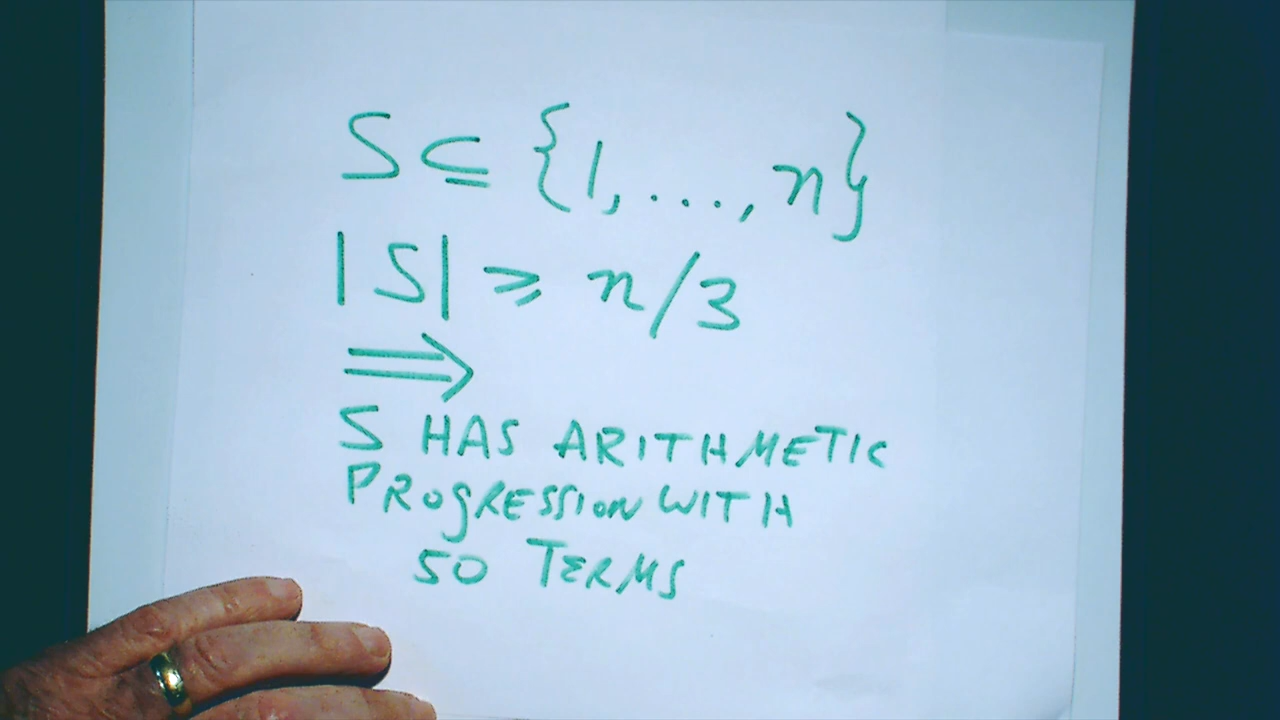 S ⊆ {1, ..., n}
|S| ≥ n/3
⟹
S HAS ARITHMETIC
PROGRESSION WITH
50 TERMS